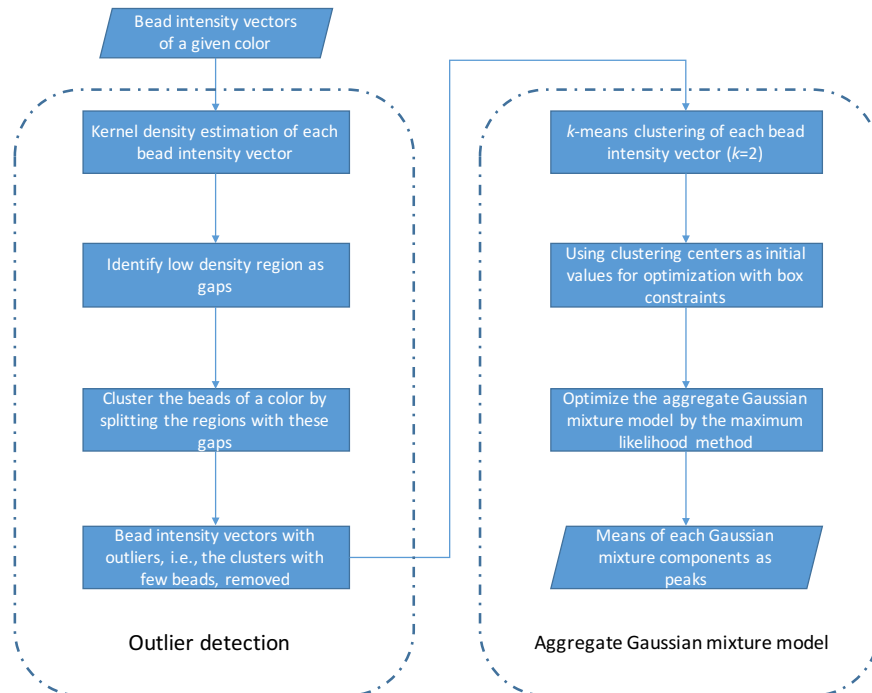 Bead intensity vectors
of a given color
Kernel density estimation of each
bead intensity vector
Identify low density region as
gaps
Cluster the beads of a color by
splitting the regions with these
gaps
Bead intensity vectors with
outliers, i.e., the clusters with
few beads, removed
Outlier detection
k-means clustering of each bead
intensity vector (k=2)
Using clustering centers as initial
values for optimization with box
constraints
Optimize the aggregate Gaussian
mixture model by the maximum
likelihood method
Means of each Gaussian
mixture components as
peaks
Aggregate Gaussian mixture model